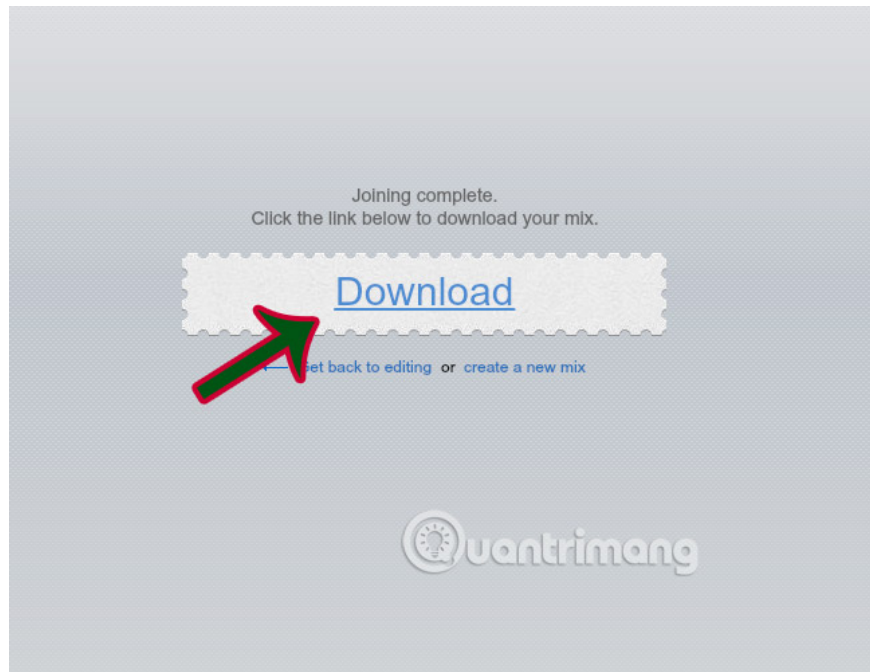 Joining complete.
Click the link below to download your mix.
Download
Get back to editing or create a new mix
Quantrimang